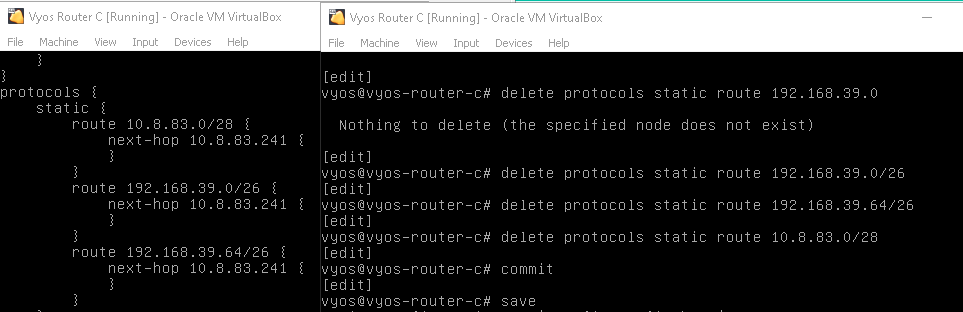 Vyos Router C [Running] - Oracle VM VirtualBox
File Machine View Input Devices Help
}
}
protocols {
static {
route 10.8.83.0/28 {
next-hop 10.8.83.241 {
}
}
route 192.168.39.0/26 {
next-hop 10.8.83.241 {
}
}
route 192.168.39.64/26 {
next-hop 10.8.83.241 {
}
}
Vyos Router C [Running] - Oracle VM VirtualBox
File Machine View Input Devices Help
[edit]
vyos@vyos-router-c# delete protocols static route 192.168.39.0
Nothing to delete (the specified node does not exist)
[edit]
vyos@vyos-router-c# delete protocols static route 192.168.39.0/26
[edit]
vyos@vyos-router-c# delete protocols static route 192.168.39.64/26
[edit]
vyos@vyos-router-c# delete protocols static route 10.8.83.0/28
[edit]
vyos@vyos-router-c# commit
[edit]
vyos@vyos-router-c# save